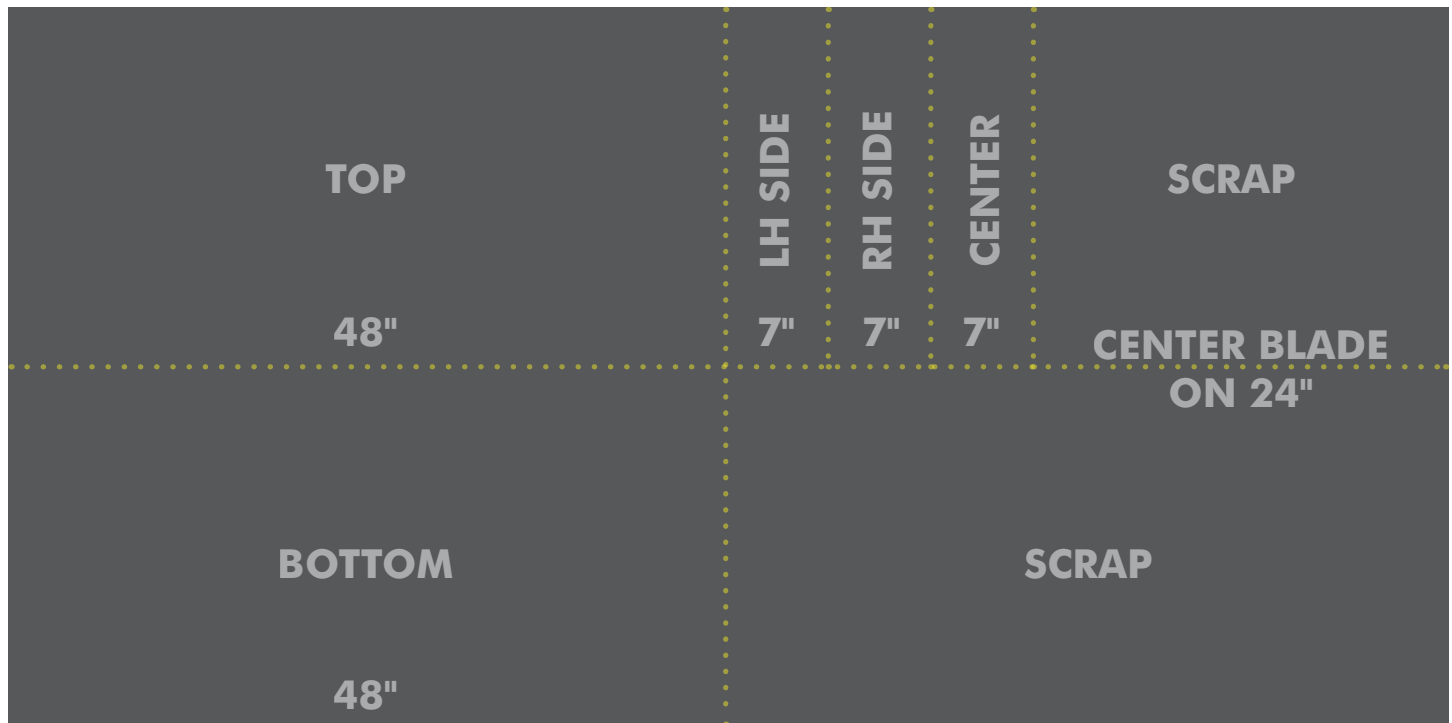 TOP
LH SIDE
RH SIDE
CENTER
SCRAP
48"
7"
7"
7"
CENTER BLADE
ON 24"
BOTTOM
SCRAP
48"